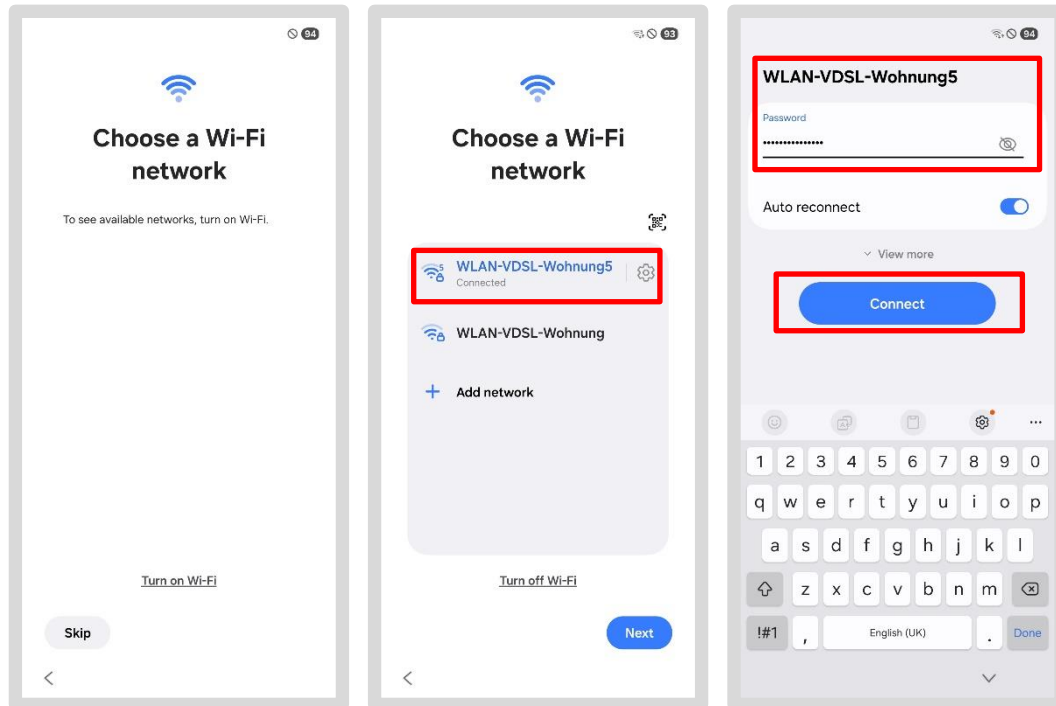 94
Choose a Wi-Fi
network
To see available networks, turn on Wi-Fi.
Turn on Wi-Fi
Skip
93
Choose a Wi-Fi
network
5
WLAN-VDSL-Wohnung5
Connected
WLAN-VDSL-Wohnung
+ Add network
Turn off Wi-Fi
Next
94
WLAN-VDSL-Wohnung5
Password
•••••••••••••••
Auto reconnect
View more
Connect
1 2 3 4 5 6 7 8 9 0
q w e r t y u i o p
a s d f g h j k l
z x c v b n m
!#1 , English (UK) . Done